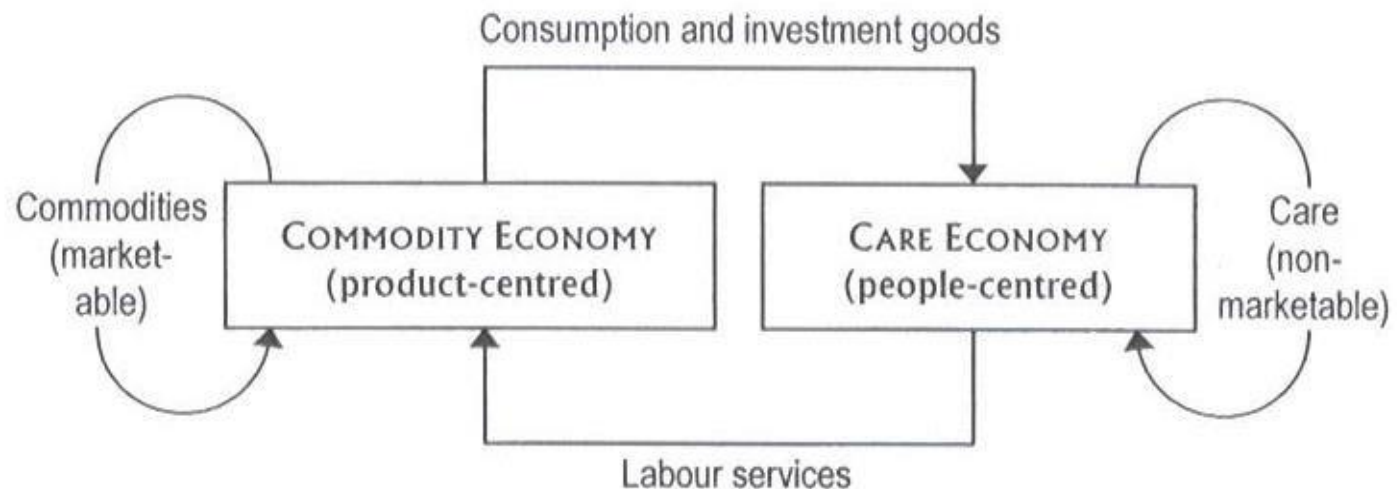 Consumption and investment goods
Commodities
(market-
able)
COMMODITY ECONOMY
(product-centred)
CARE ECONOMY
(people-centred)
Care
(non-
marketable)
Labour services